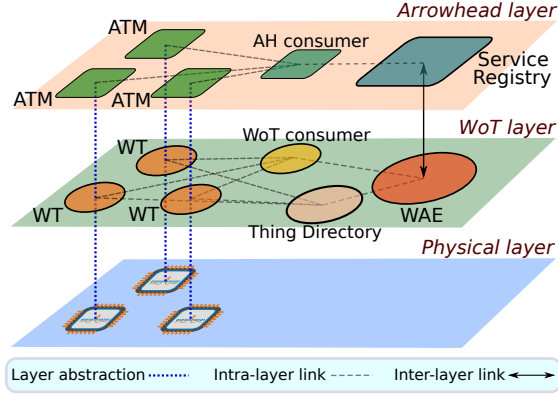 Arrowhead layer
ATM
AH consumer
Service
Registry
ATM
ATM
WoT layer
WoT consumer
WT
WT
WT
WAE
Thing Directory
Physical layer
Layer abstraction
Intra-layer link
Inter-layer link